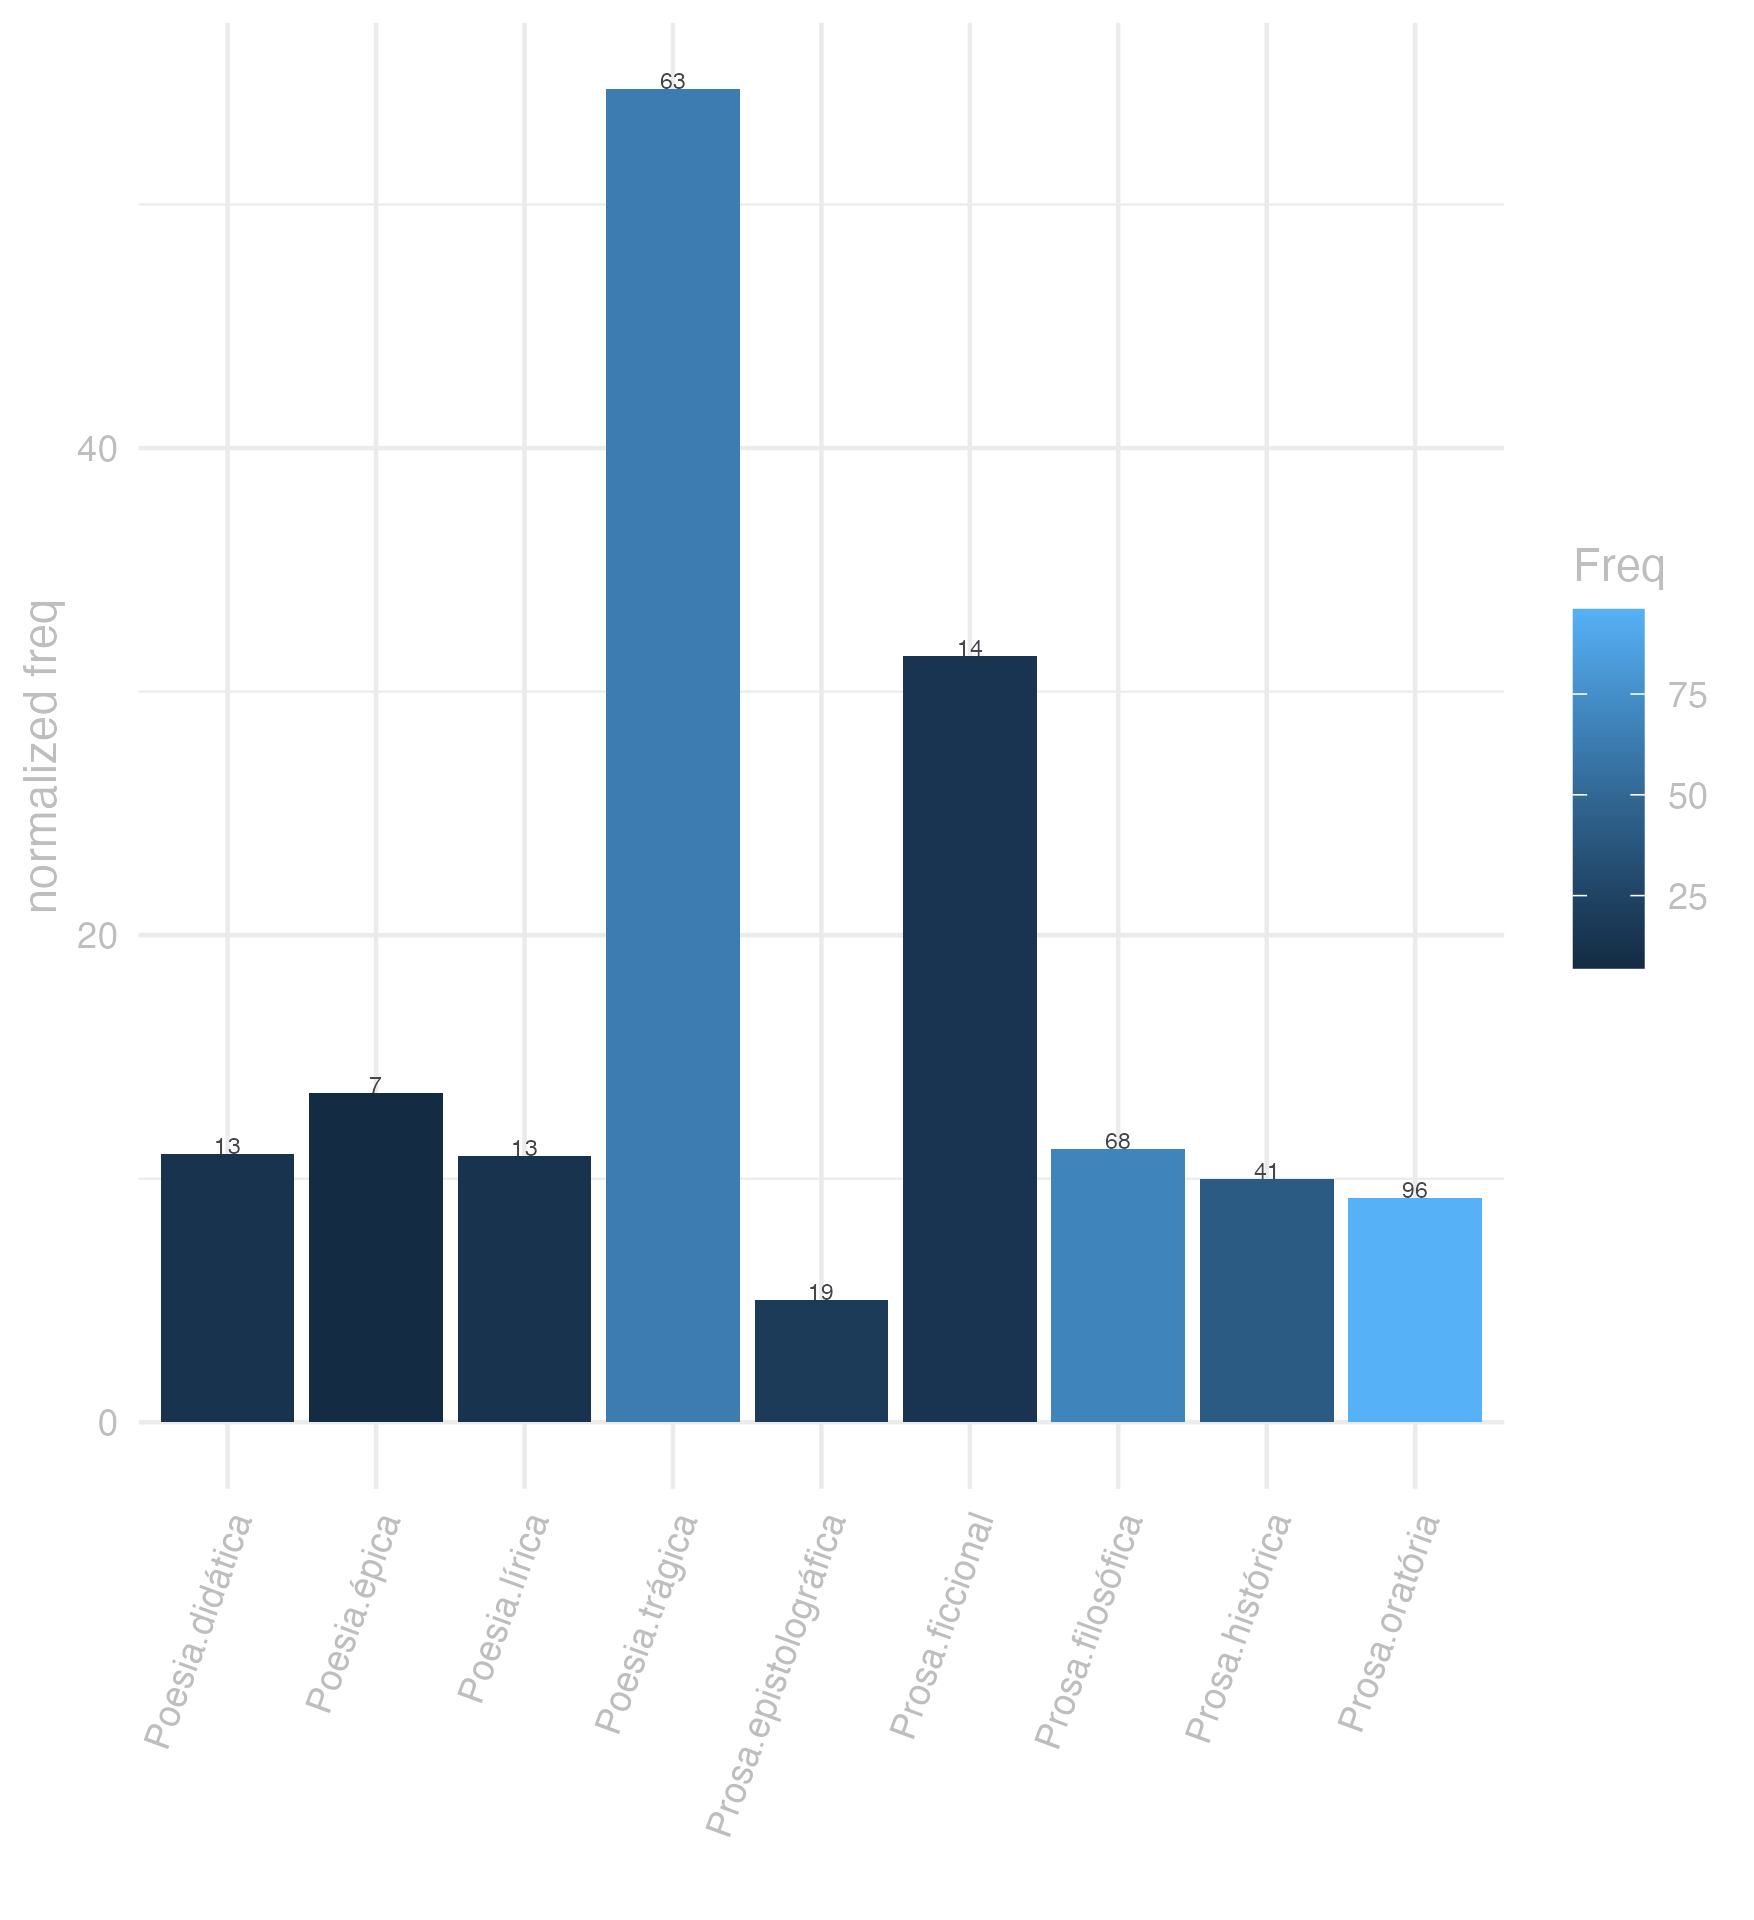 63
40
14
Freq
75
50
25
normalized freq
20
7
13
13
68
41
96
19
0
Poesia.didática
Poesia.épica
Poesia.lírica
Poesia.trágica
Prosa.epistolográfica
Prosa.ficcional
Prosa.filosófica
Prosa.histórica
Prosa.oratória